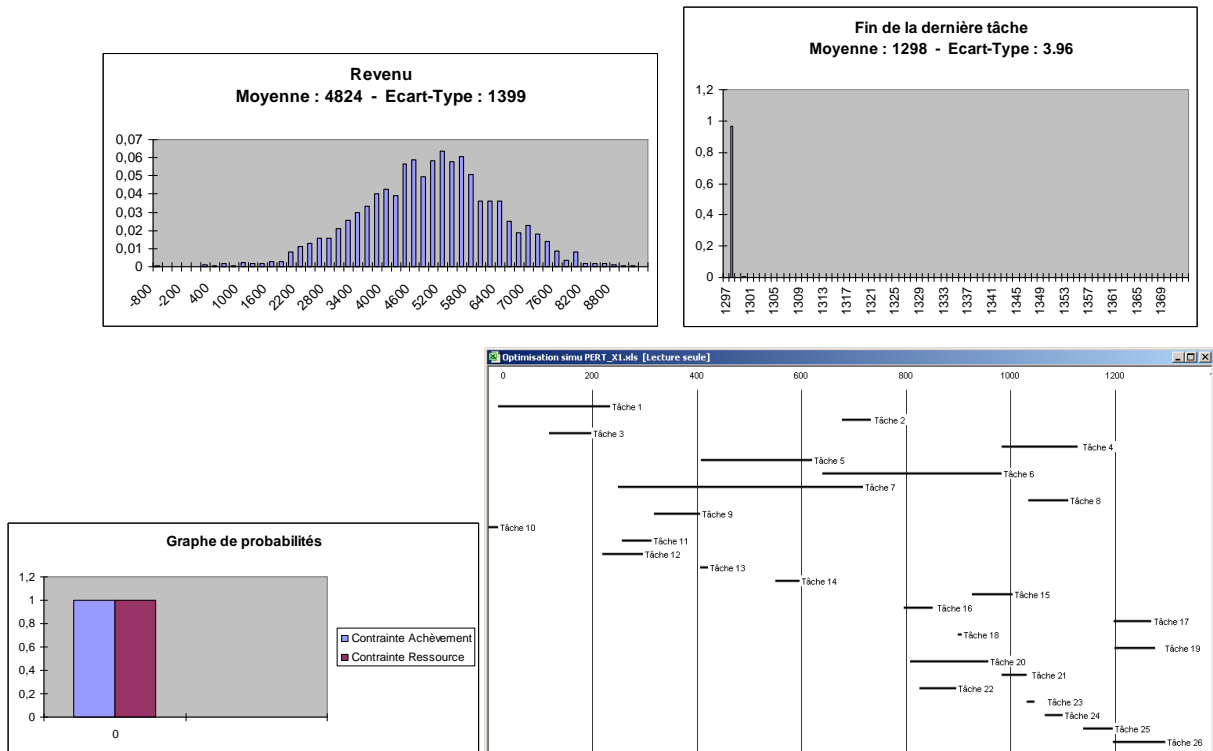 Revenu
Moyenne : 4824 - Ecart-Type : 1399
0,07
0,06
0,05
0,04
0,03
0,02
0,01
0
-800
-200
400
1000
1600
2200
2800
3400
4000
4600
5200
5800
6400
7000
7600
8200
8800
Fin de la dernière tâche
Moyenne : 1298 - Ecart-Type : 3.96
1,2
1
0,8
0,6
0,4
0,2
0
1297
1301
1305
1309
1313
1317
1321
1325
1329
1333
1337
1341
1345
1349
1353
1357
1361
1365
1369
Optimisation simu PERT_X1.xls [Lecture seule]
0 200 400 600 800 1000 1200
Tâche 1
Tâche 2
Tâche 3
Tâche 4
Tâche 5
Tâche 6
Tâche 7
Tâche 8
Tâche 9
Tâche 10
Tâche 11
Tâche 12
Tâche 13
Tâche 14
Tâche 15
Tâche 16
Tâche 17
Tâche 18
Tâche 19
Tâche 20
Tâche 21
Tâche 22
Tâche 23
Tâche 24
Tâche 25
Tâche 26
Graphe de probabilités
1,2
1
0,8
0,6
0,4
0,2
0
0
Contrainte Achèvement
Contrainte Ressource